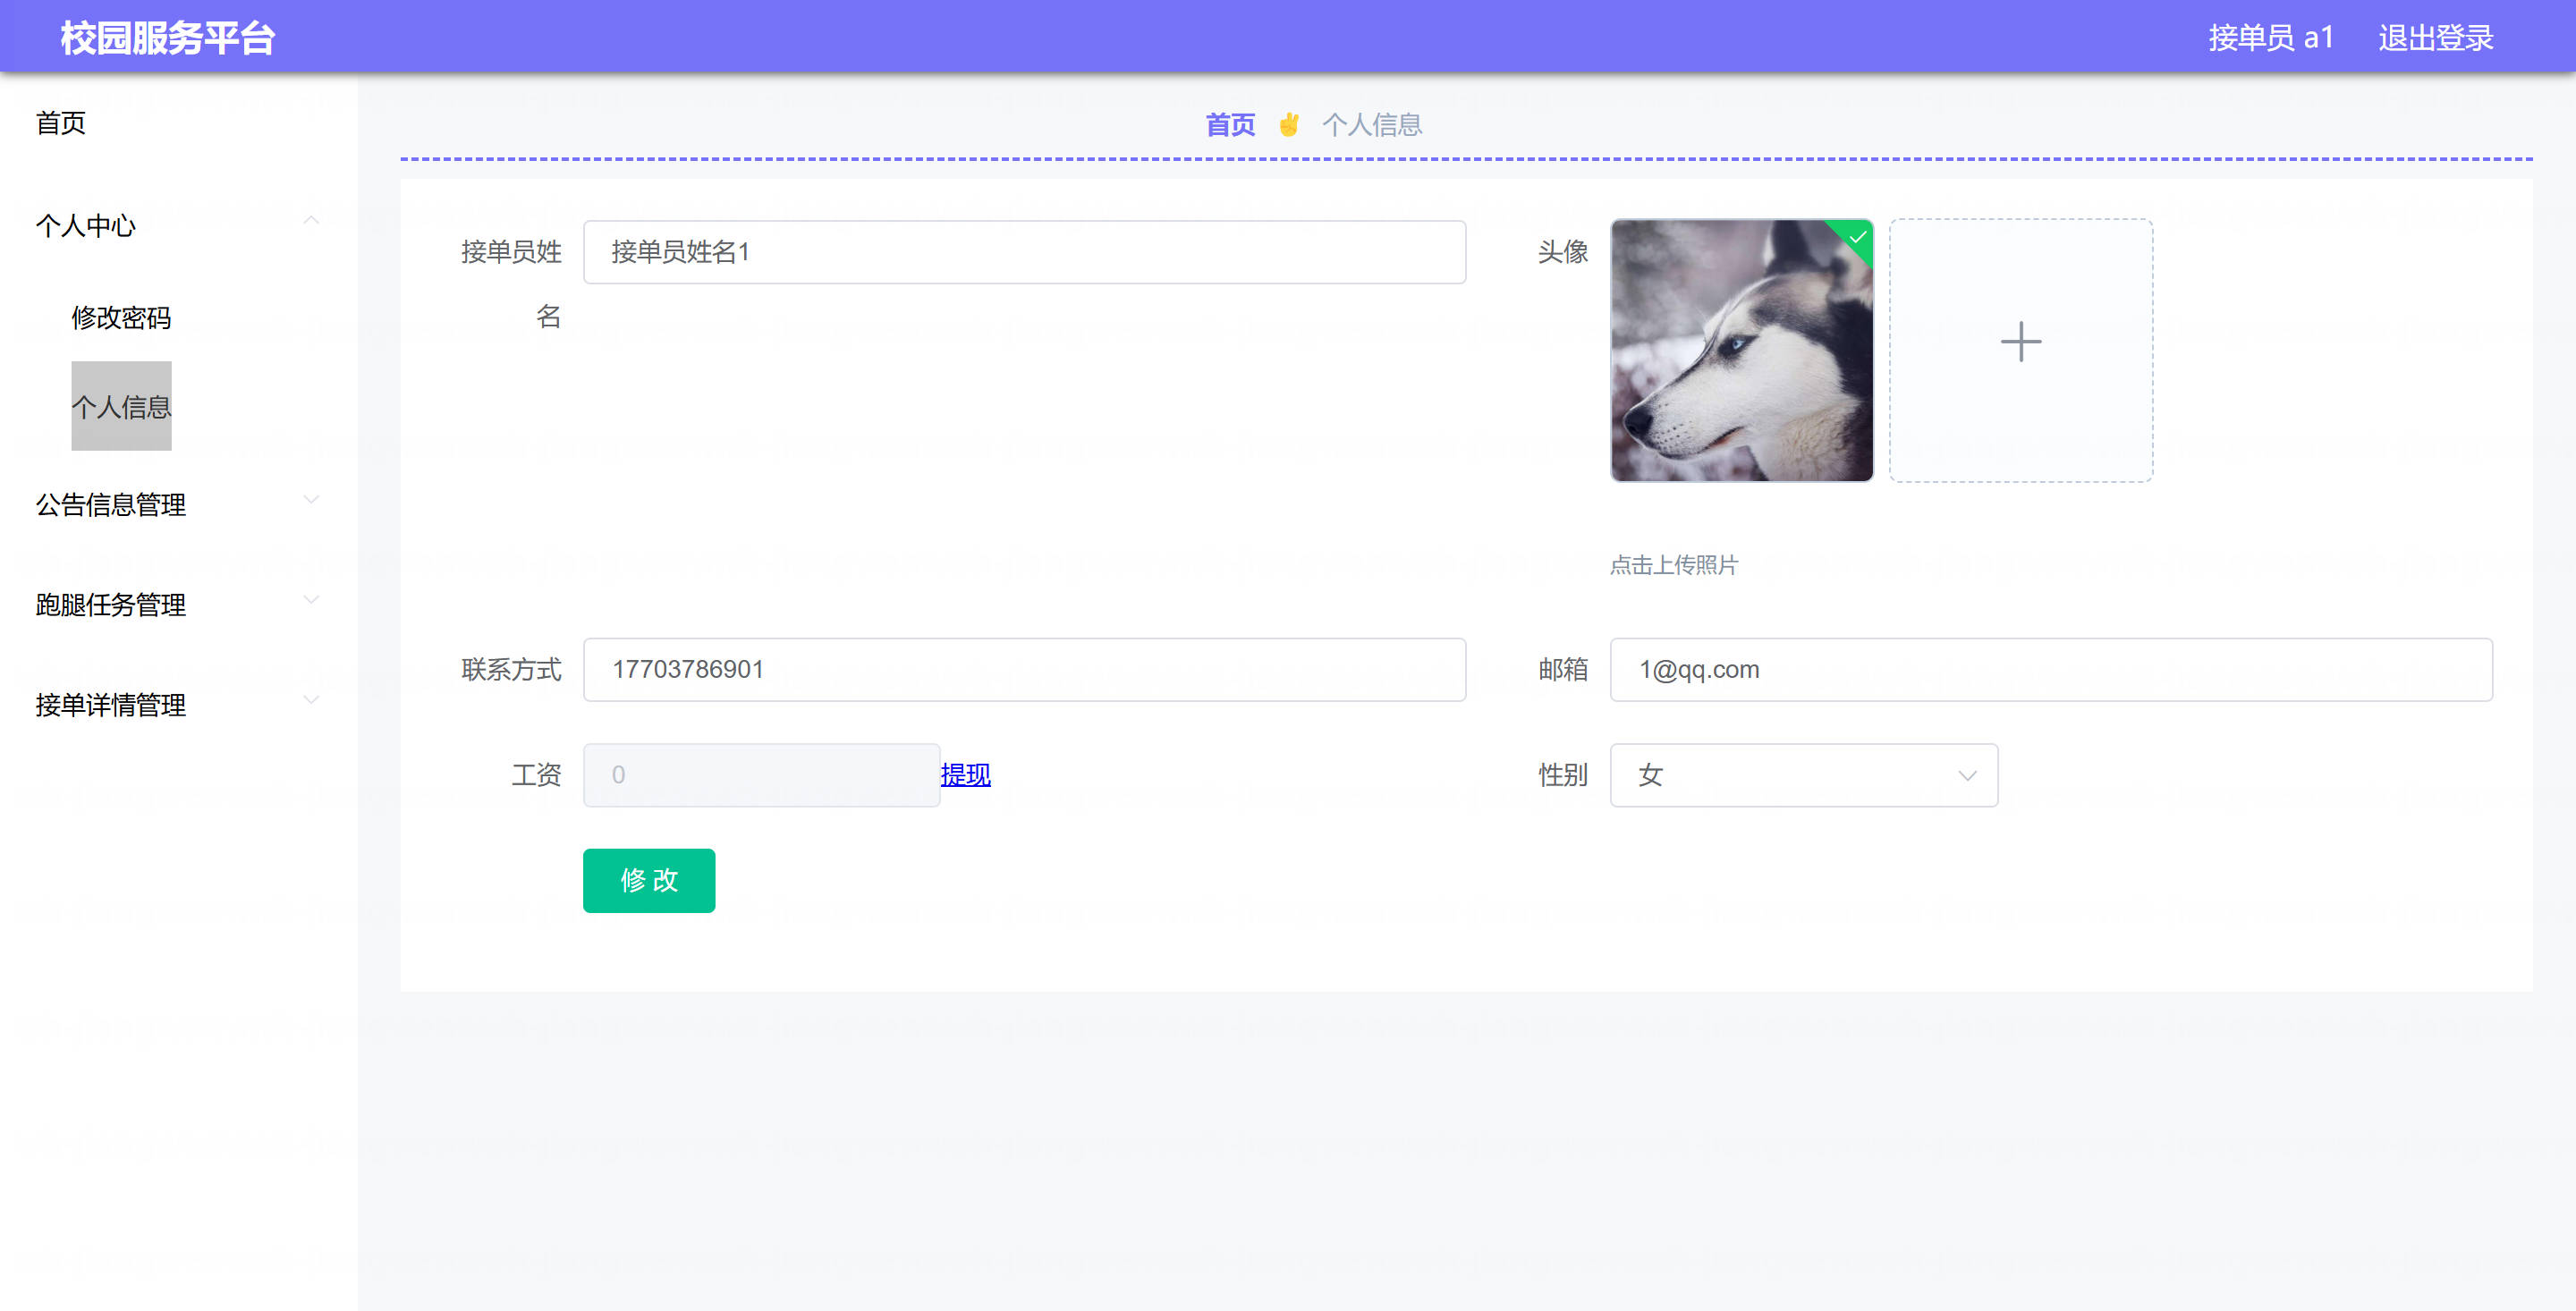 校园服务平台
接单员 a1
退出登录
首页
个人中心
修改密码
个人信息
公告信息管理
跑腿任务管理
接单详情管理
首页 ✌ 个人信息
接单员姓名
接单员姓名1
头像
点击上传照片
联系方式
17703786901
邮箱
1@qq.com
工资
0
提现
性别
女
修 改